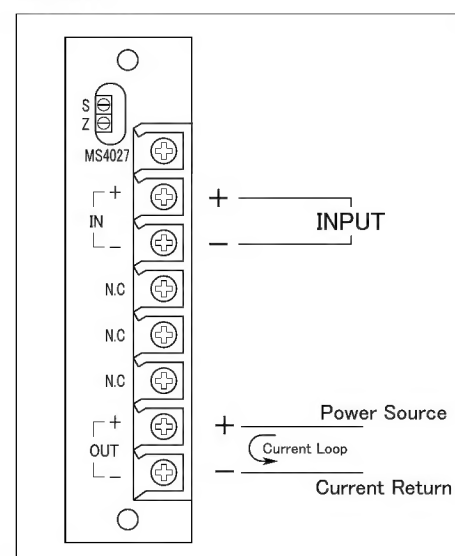 S
Z
MS4027
+
IN
−
+
INPUT
−
N.C
N.C
N.C
+
OUT
−
+
Power Source
Current Loop
−
Current Return